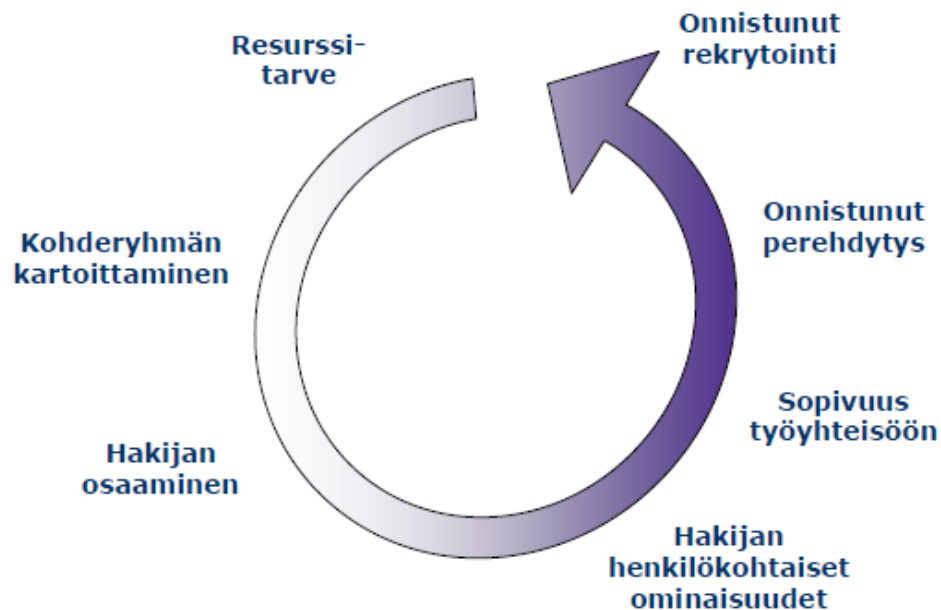 Resurssi-
tarve
Kohderyhmän
kartoittaminen
Hakijan
osaaminen
Hakijan
henkilökohtaiset
ominaisuudet
Sopivuus
työyhteisöön
Onnistunut
perehdytys
Onnistunut
rekrytointi